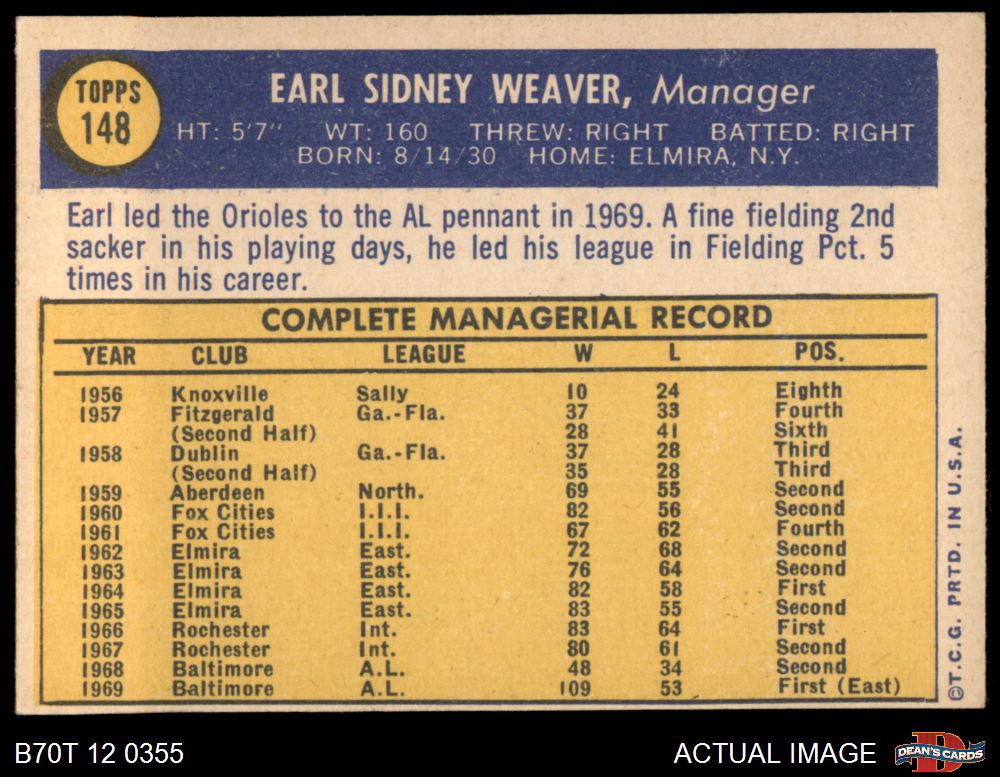 TOPPS
148
EARL SIDNEY WEAVER, Manager
HT: 5'7" WT: 160 THREW: RIGHT BATTED: RIGHT
BORN: 8/14/30 HOME: ELMIRA, N.Y.
Earl led the Orioles to the AL pennant in 1969. A fine fielding 2nd
sacker in his playing days, he led his league in Fielding Pct. 5
times in his career.
COMPLETE MANAGERIAL RECORD
YEAR CLUB LEAGUE W L POS.
1956 Knoxville Sally 10 24 Eighth
1957 Fitzgerald Ga.-Fla. 37 33 Fourth
(Second Half) 28 41 Sixth
1958 Dublin Ga.-Fla. 37 28 Third
(Second Half) 35 28 Third
1959 Aberdeen North. 69 55 Second
1960 Fox Cities I.I.I. 82 56 Second
1961 Fox Cities I.I.I. 67 62 Fourth
1962 Elmira East. 72 68 Second
1963 Elmira East. 76 64 Second
1964 Elmira East. 82 58 First
1965 Elmira East. 83 55 Second
1966 Rochester Int. 83 64 First
1967 Rochester Int. 80 61 Second
1968 Baltimore A.L. 48 34 Second
1969 Baltimore A.L. 109 53 First (East)
©T.C.G. PRTD. IN U.S.A.
B70T 12 0355
ACTUAL IMAGE
D
DEAN'S CARDS